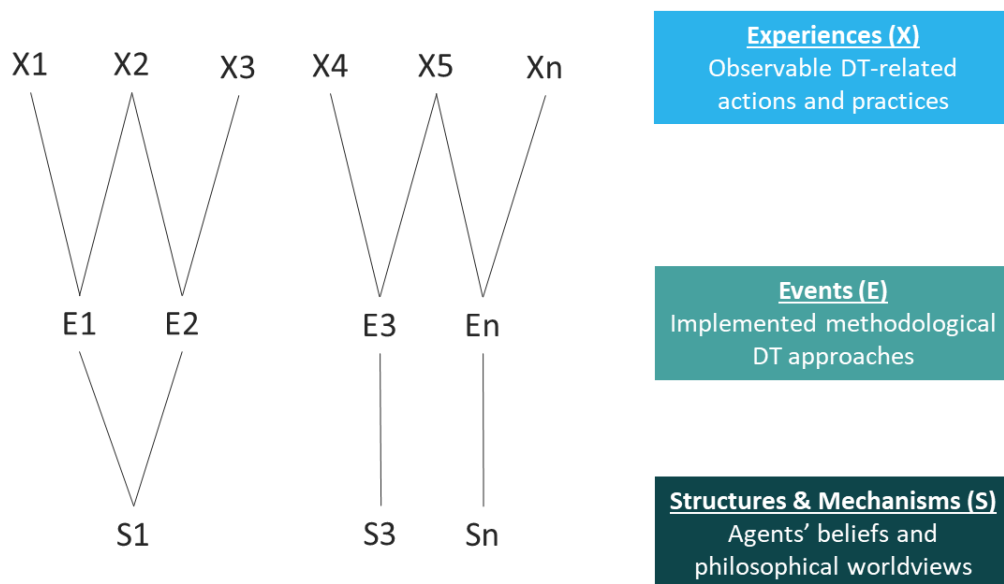 X1 X2 X3 X4 X5 Xn
Experiences (X)
Observable DT-related
actions and practices
E1 E2 E3 En
Events (E)
Implemented methodological
DT approaches
S1 S3 Sn
Structures & Mechanisms (S)
Agents’ beliefs and
philosophical worldviews